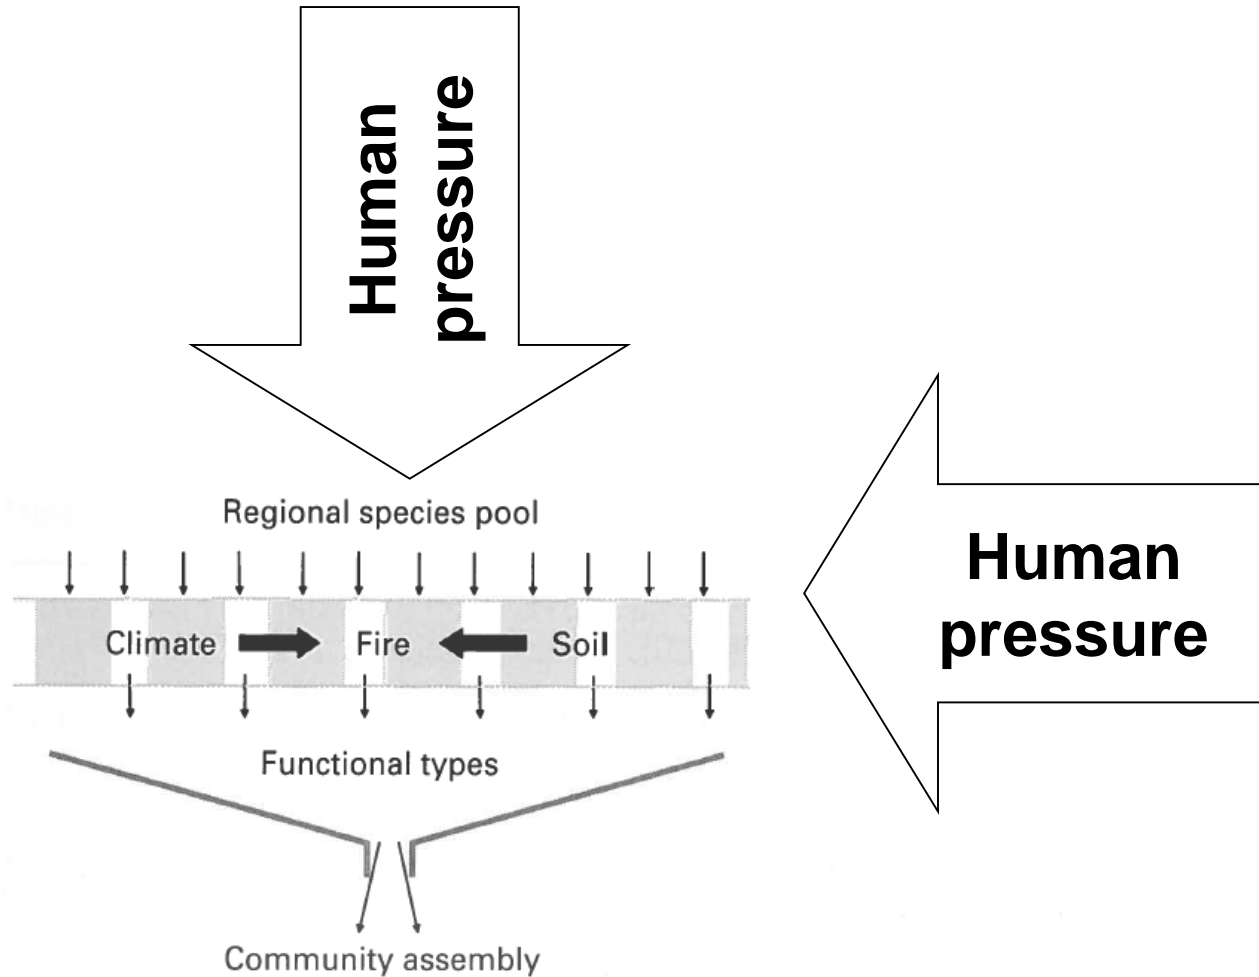 Human
pressure
Regional species pool
Climate Fire Soil
Human
pressure
Functional types
Community assembly